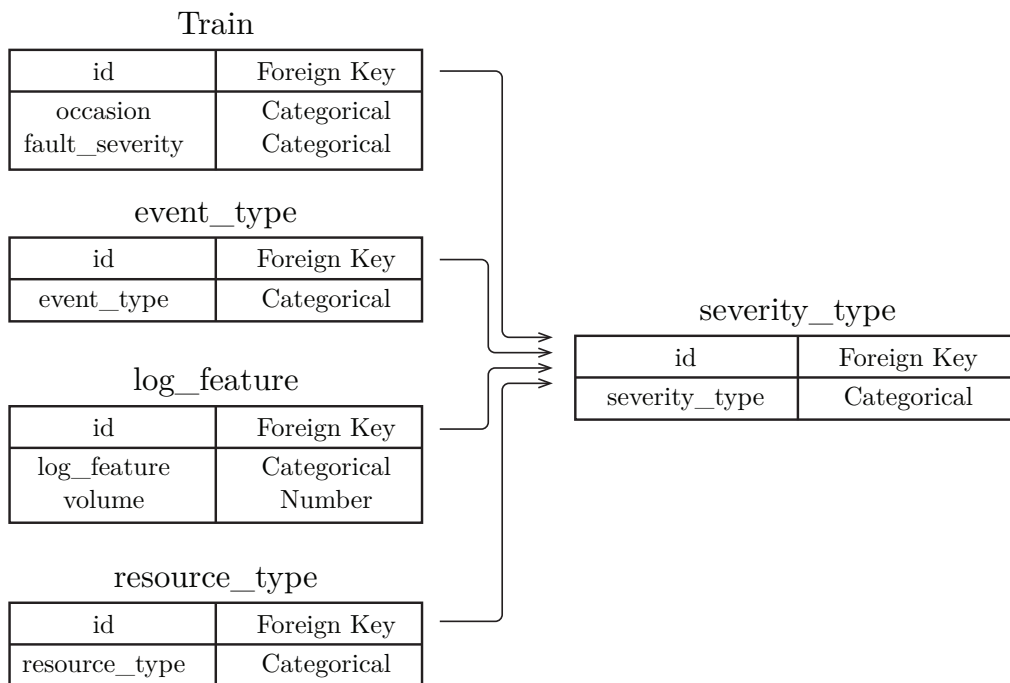 Train
id Foreign Key
occasion Categorical
fault_severity Categorical
event_type
id Foreign Key
event_type Categorical
log_feature
id Foreign Key
log_feature Categorical
volume Number
resource_type
id Foreign Key
resource_type Categorical
severity_type
id Foreign Key
severity_type Categorical